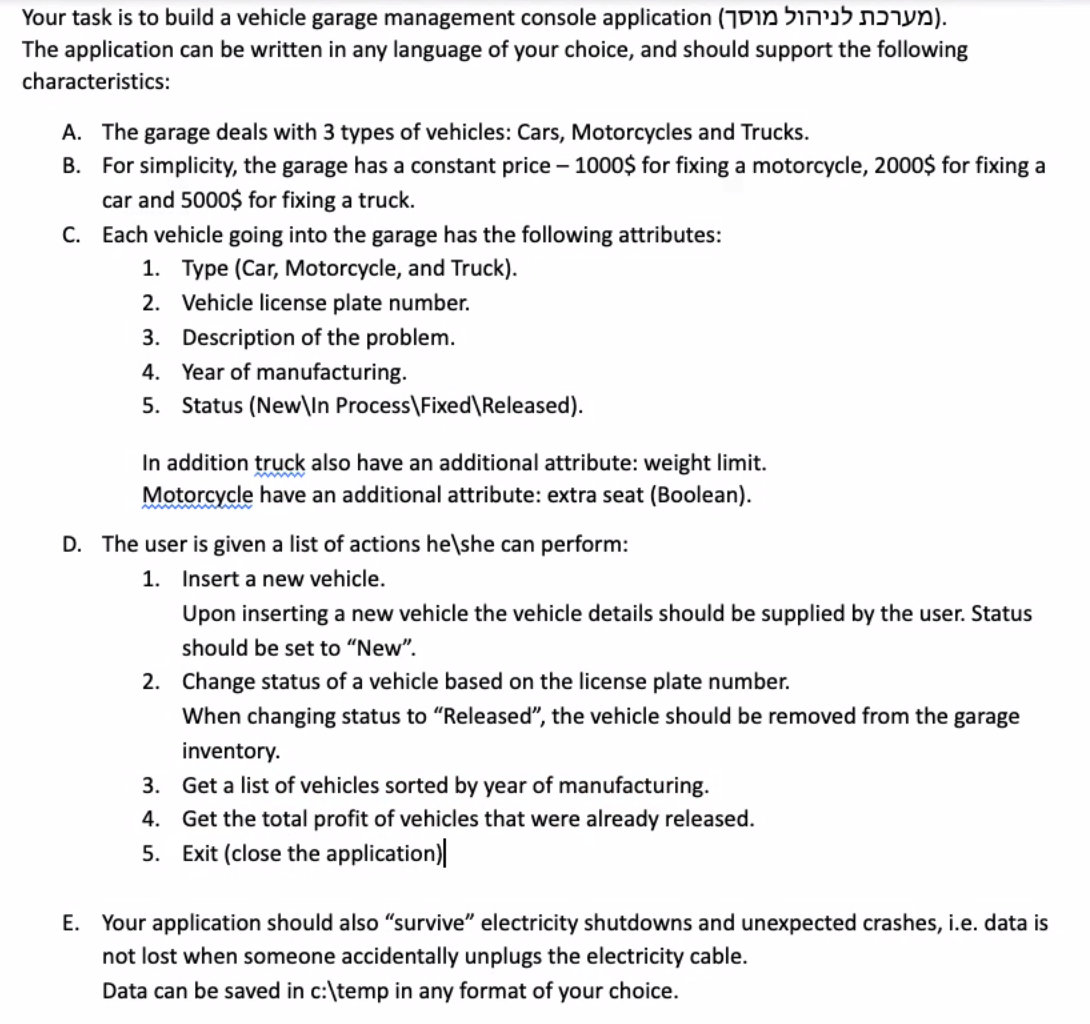 Your task is to build a vehicle garage management console application (מערכת לניהול מוסך).
The application can be written in any language of your choice, and should support the following
characteristics:
A. The garage deals with 3 types of vehicles: Cars, Motorcycles and Trucks.
B. For simplicity, the garage has a constant price – 1000$ for fixing a motorcycle, 2000$ for fixing a
car and 5000$ for fixing a truck.
C. Each vehicle going into the garage has the following attributes:
1. Type (Car, Motorcycle, and Truck).
2. Vehicle license plate number.
3. Description of the problem.
4. Year of manufacturing.
5. Status (New\In Process\Fixed\Released).
In addition truck also have an additional attribute: weight limit.
Motorcycle have an additional attribute: extra seat (Boolean).
D. The user is given a list of actions he\she can perform:
1. Insert a new vehicle.
Upon inserting a new vehicle the vehicle details should be supplied by the user. Status
should be set to “New”.
2. Change status of a vehicle based on the license plate number.
When changing status to “Released”, the vehicle should be removed from the garage
inventory.
3. Get a list of vehicles sorted by year of manufacturing.
4. Get the total profit of vehicles that were already released.
5. Exit (close the application)
E. Your application should also “survive” electricity shutdowns and unexpected crashes, i.e. data is
not lost when someone accidentally unplugs the electricity cable.
Data can be saved in c:\temp in any format of your choice.